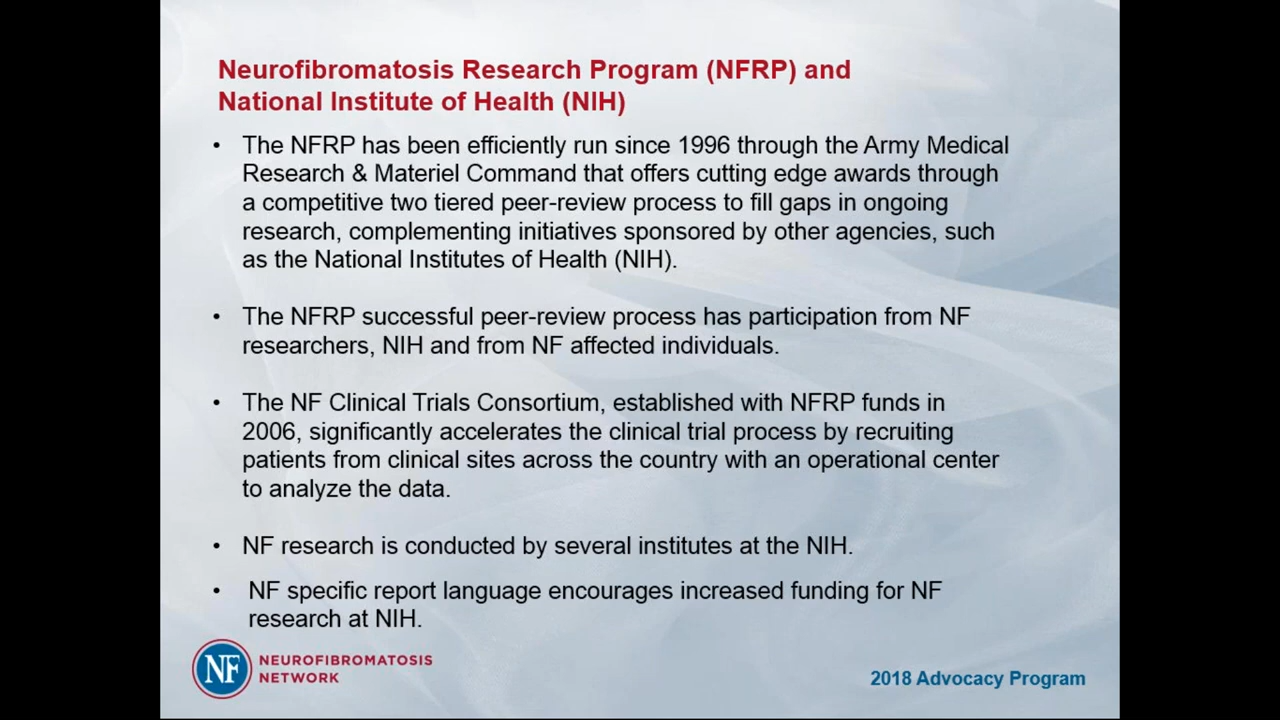 Neurofibromatosis Research Program (NFRP) and
National Institute of Health (NIH)
• The NFRP has been efficiently run since 1996 through the Army Medical
Research & Materiel Command that offers cutting edge awards through
a competitive two tiered peer-review process to fill gaps in ongoing
research, complementing initiatives sponsored by other agencies, such
as the National Institutes of Health (NIH).
• The NFRP successful peer-review process has participation from NF
researchers, NIH and from NF affected individuals.
• The NF Clinical Trials Consortium, established with NFRP funds in
2006, significantly accelerates the clinical trial process by recruiting
patients from clinical sites across the country with an operational center
to analyze the data.
• NF research is conducted by several institutes at the NIH.
• NF specific report language encourages increased funding for NF
research at NIH.
NF
NEUROFIBROMATOSIS
NETWORK
2018 Advocacy Program